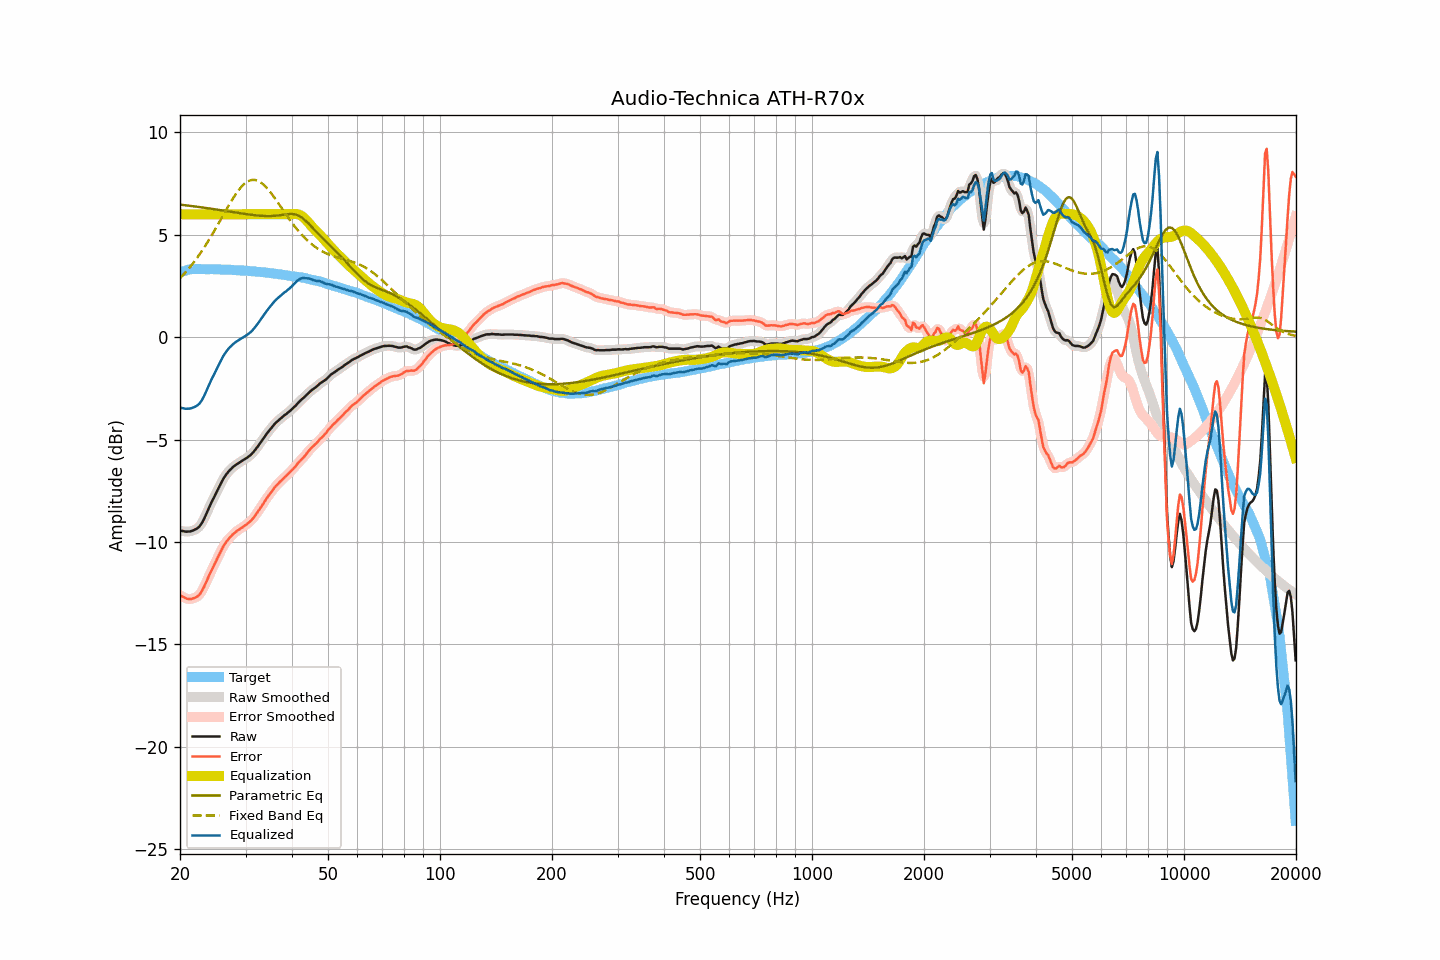 Audio-Technica ATH-R70x
Amplitude (dBr)
10
5
0
−5
−10
−15
−20
−25
Target
Raw Smoothed
Error Smoothed
Raw
Error
Equalization
Parametric Eq
Fixed Band Eq
Equalized
20 50 100 200 500 1000 2000 5000 10000 20000
Frequency (Hz)